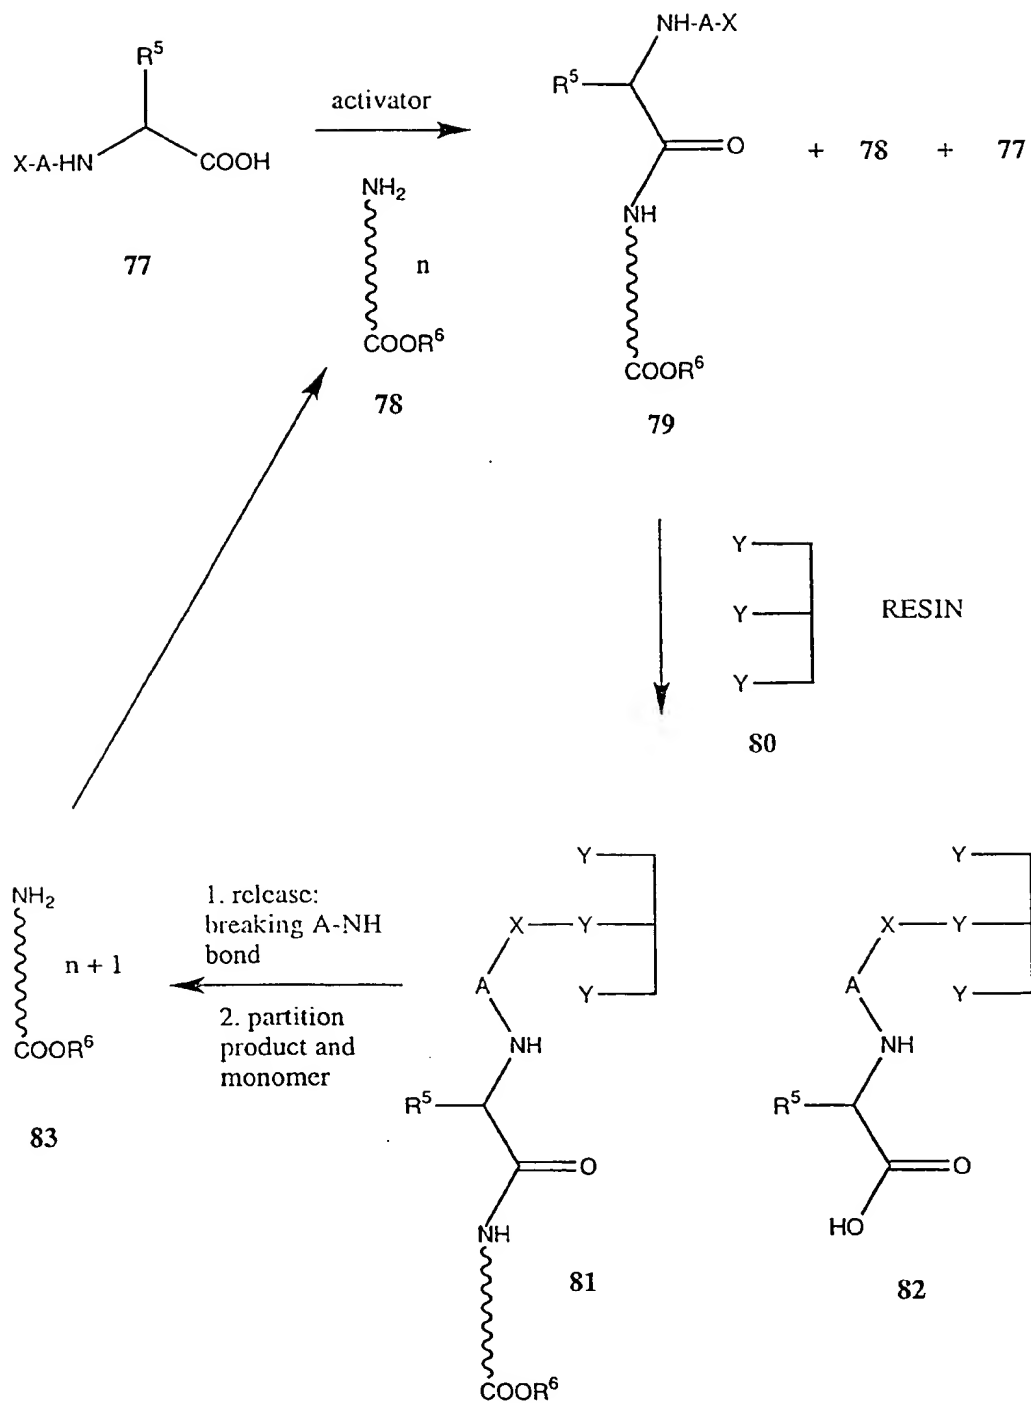 NH-A-X
R⁵
R⁵
activator
X-A-HN
COOH
O
+ 78 + 77
NH₂
NH
77
n
COOR⁶
COOR⁶
78
79
Y
Y
RESIN
Y
80
Y
Y
NH₂
1. release:
breaking A-NH
bond
X
Y
X
Y
n + 1
A
Y
A
Y
2. partition
product and
monomer
COOR⁶
NH
NH
83
R⁵
R⁵
O
O
NH
HO
81
82
COOR⁶